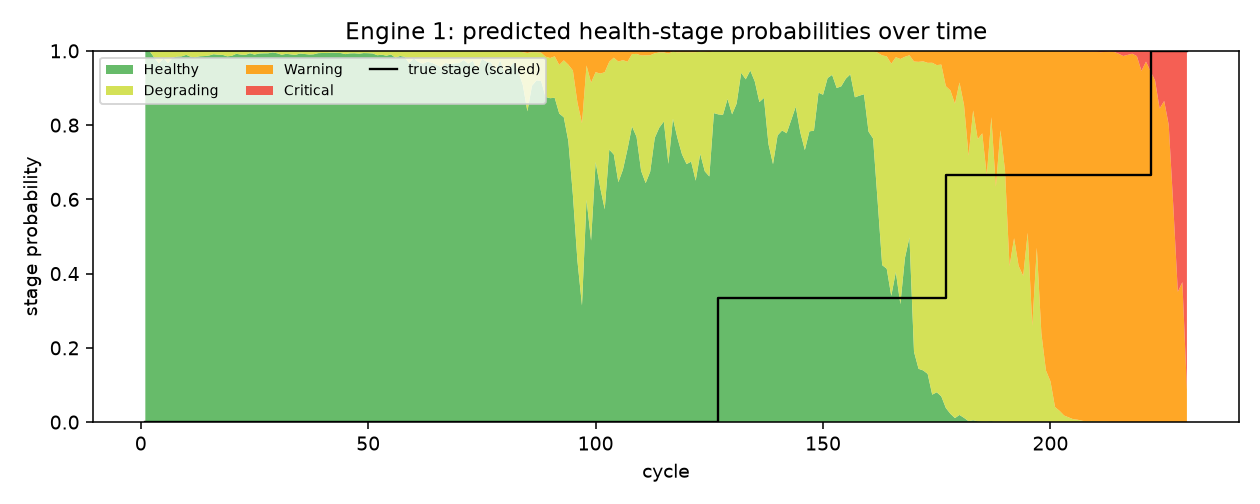 Engine 1: predicted health-stage probabilities over time
1.0
0.8
0.6
0.4
0.2
0.0
stage probability
Healthy Warning true stage (scaled)
Degrading Critical
0 50 100 150 200
cycle